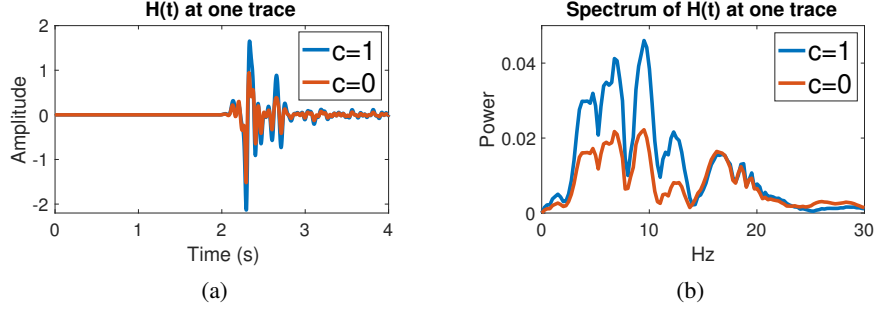 H(t) at one trace
2
1
0
-1
-2
Amplitude
c=1
c=0
0
1
2
3
4
Time (s)
(a)
Spectrum of H(t) at one trace
0.04
0.02
0
Power
c=1
c=0
0
10
20
30
Hz
(b)